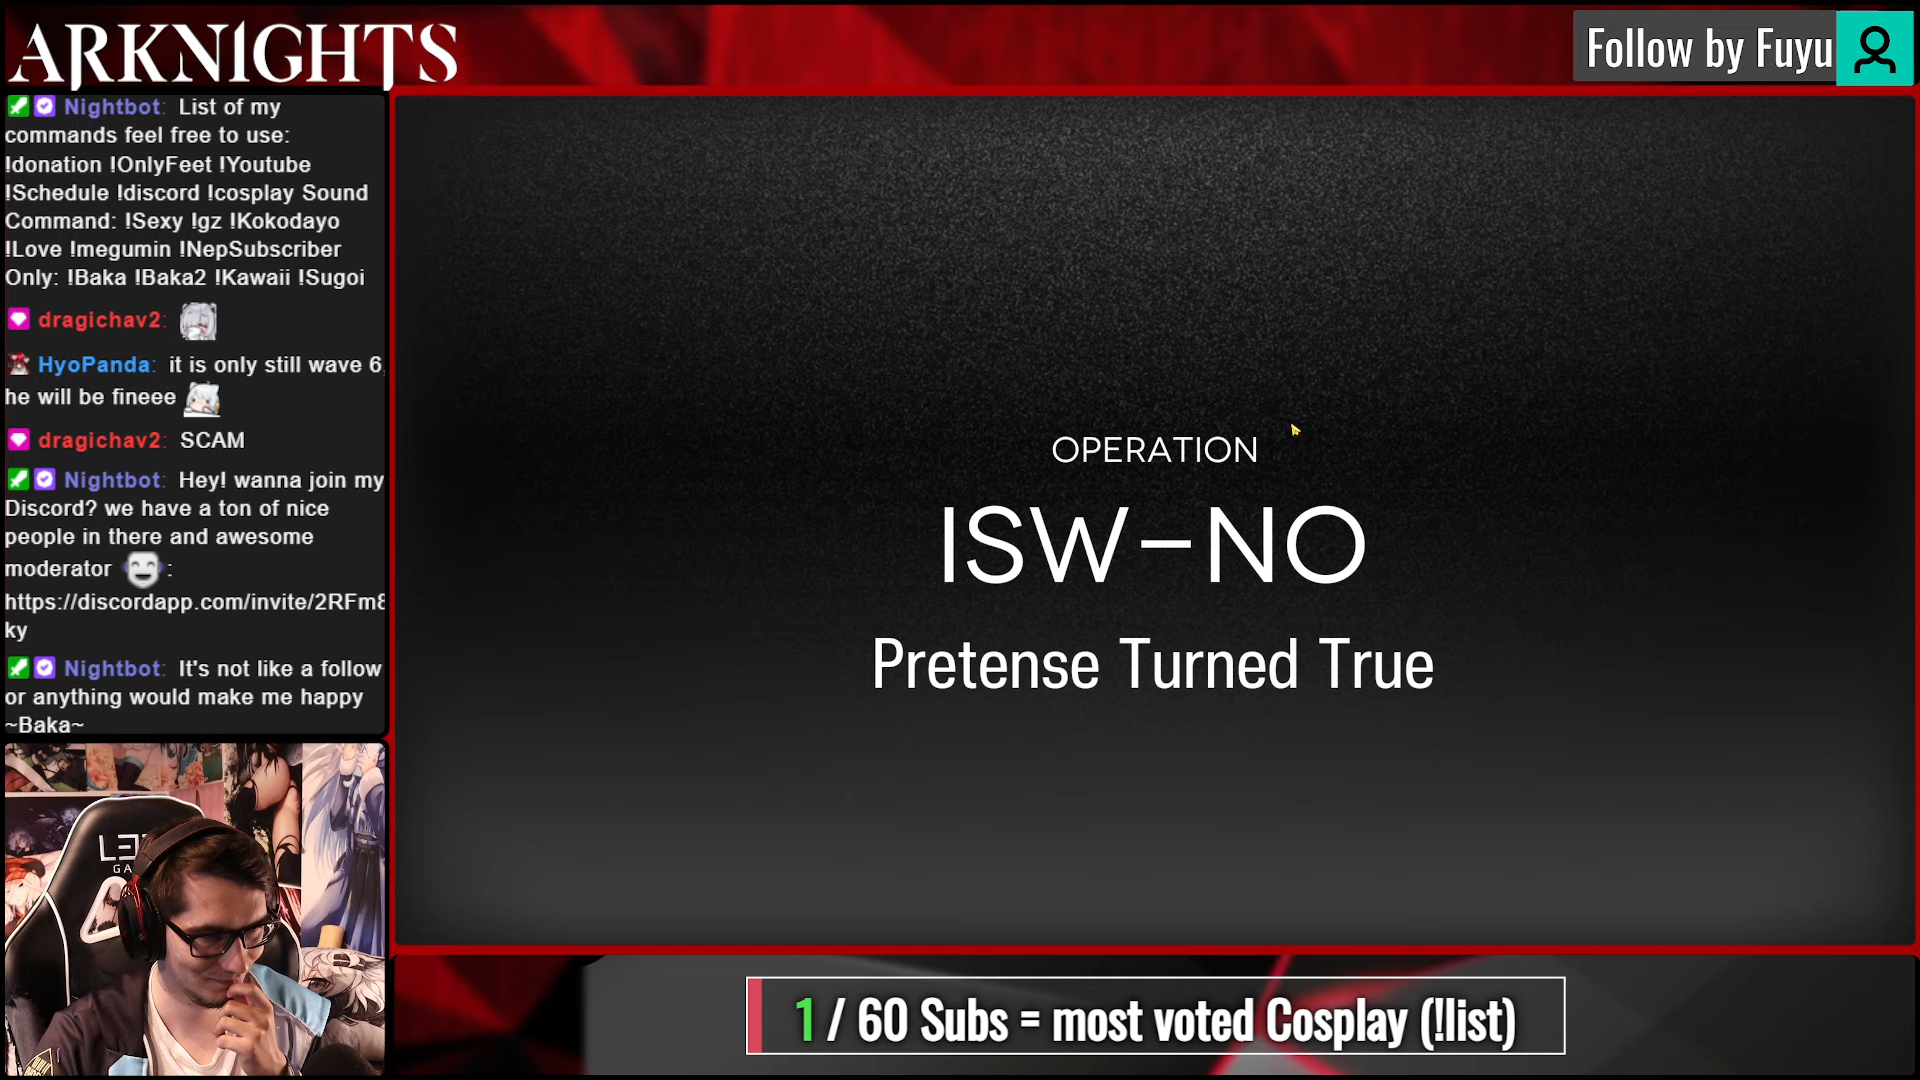 ARKNIGHTS
Follow by Fuyu
Nightbot: List of my
commands feel free to use:
!donation !OnlyFeet !Youtube
!Schedule !discord !cosplay Sound
Command: !Sexy !gz !Kokodayo
!Love !megumin !NepSubscriber
Only: !Baka !Baka2 !Kawaii !Sugoi
dragichav2:
HyoPanda: it is only still wave 6,
he will be fineee
dragichav2: SCAM
Nightbot: Hey! wanna join my
Discord? we have a ton of nice
people in there and awesome
moderator :
https://discordapp.com/invite/2RFm8
ky
Nightbot: It's not like a follow
or anything would make me happy
~Baka~
OPERATION
ISW-NO
Pretense Turned True
1 / 60 Subs = most voted Cosplay (!list)